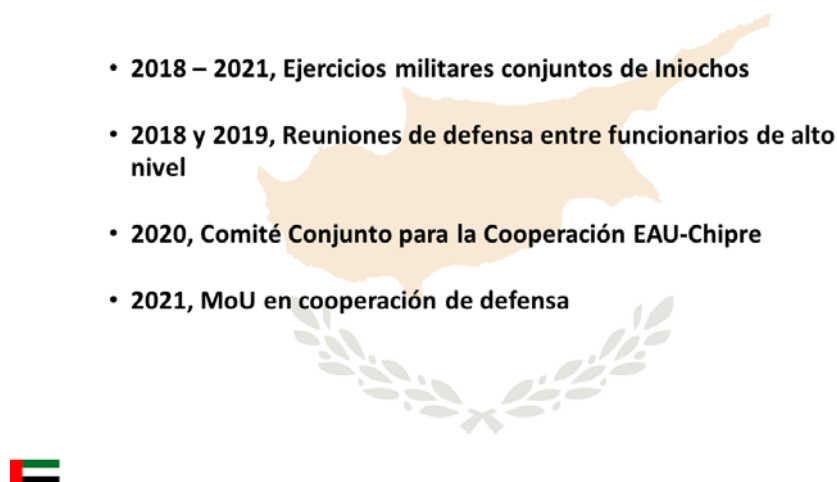 • 2018 – 2021, Ejercicios militares conjuntos de Iniochos
• 2018 y 2019, Reuniones de defensa entre funcionarios de alto
nivel
• 2020, Comité Conjunto para la Cooperación EAU-Chipre
• 2021, MoU en cooperación de defensa